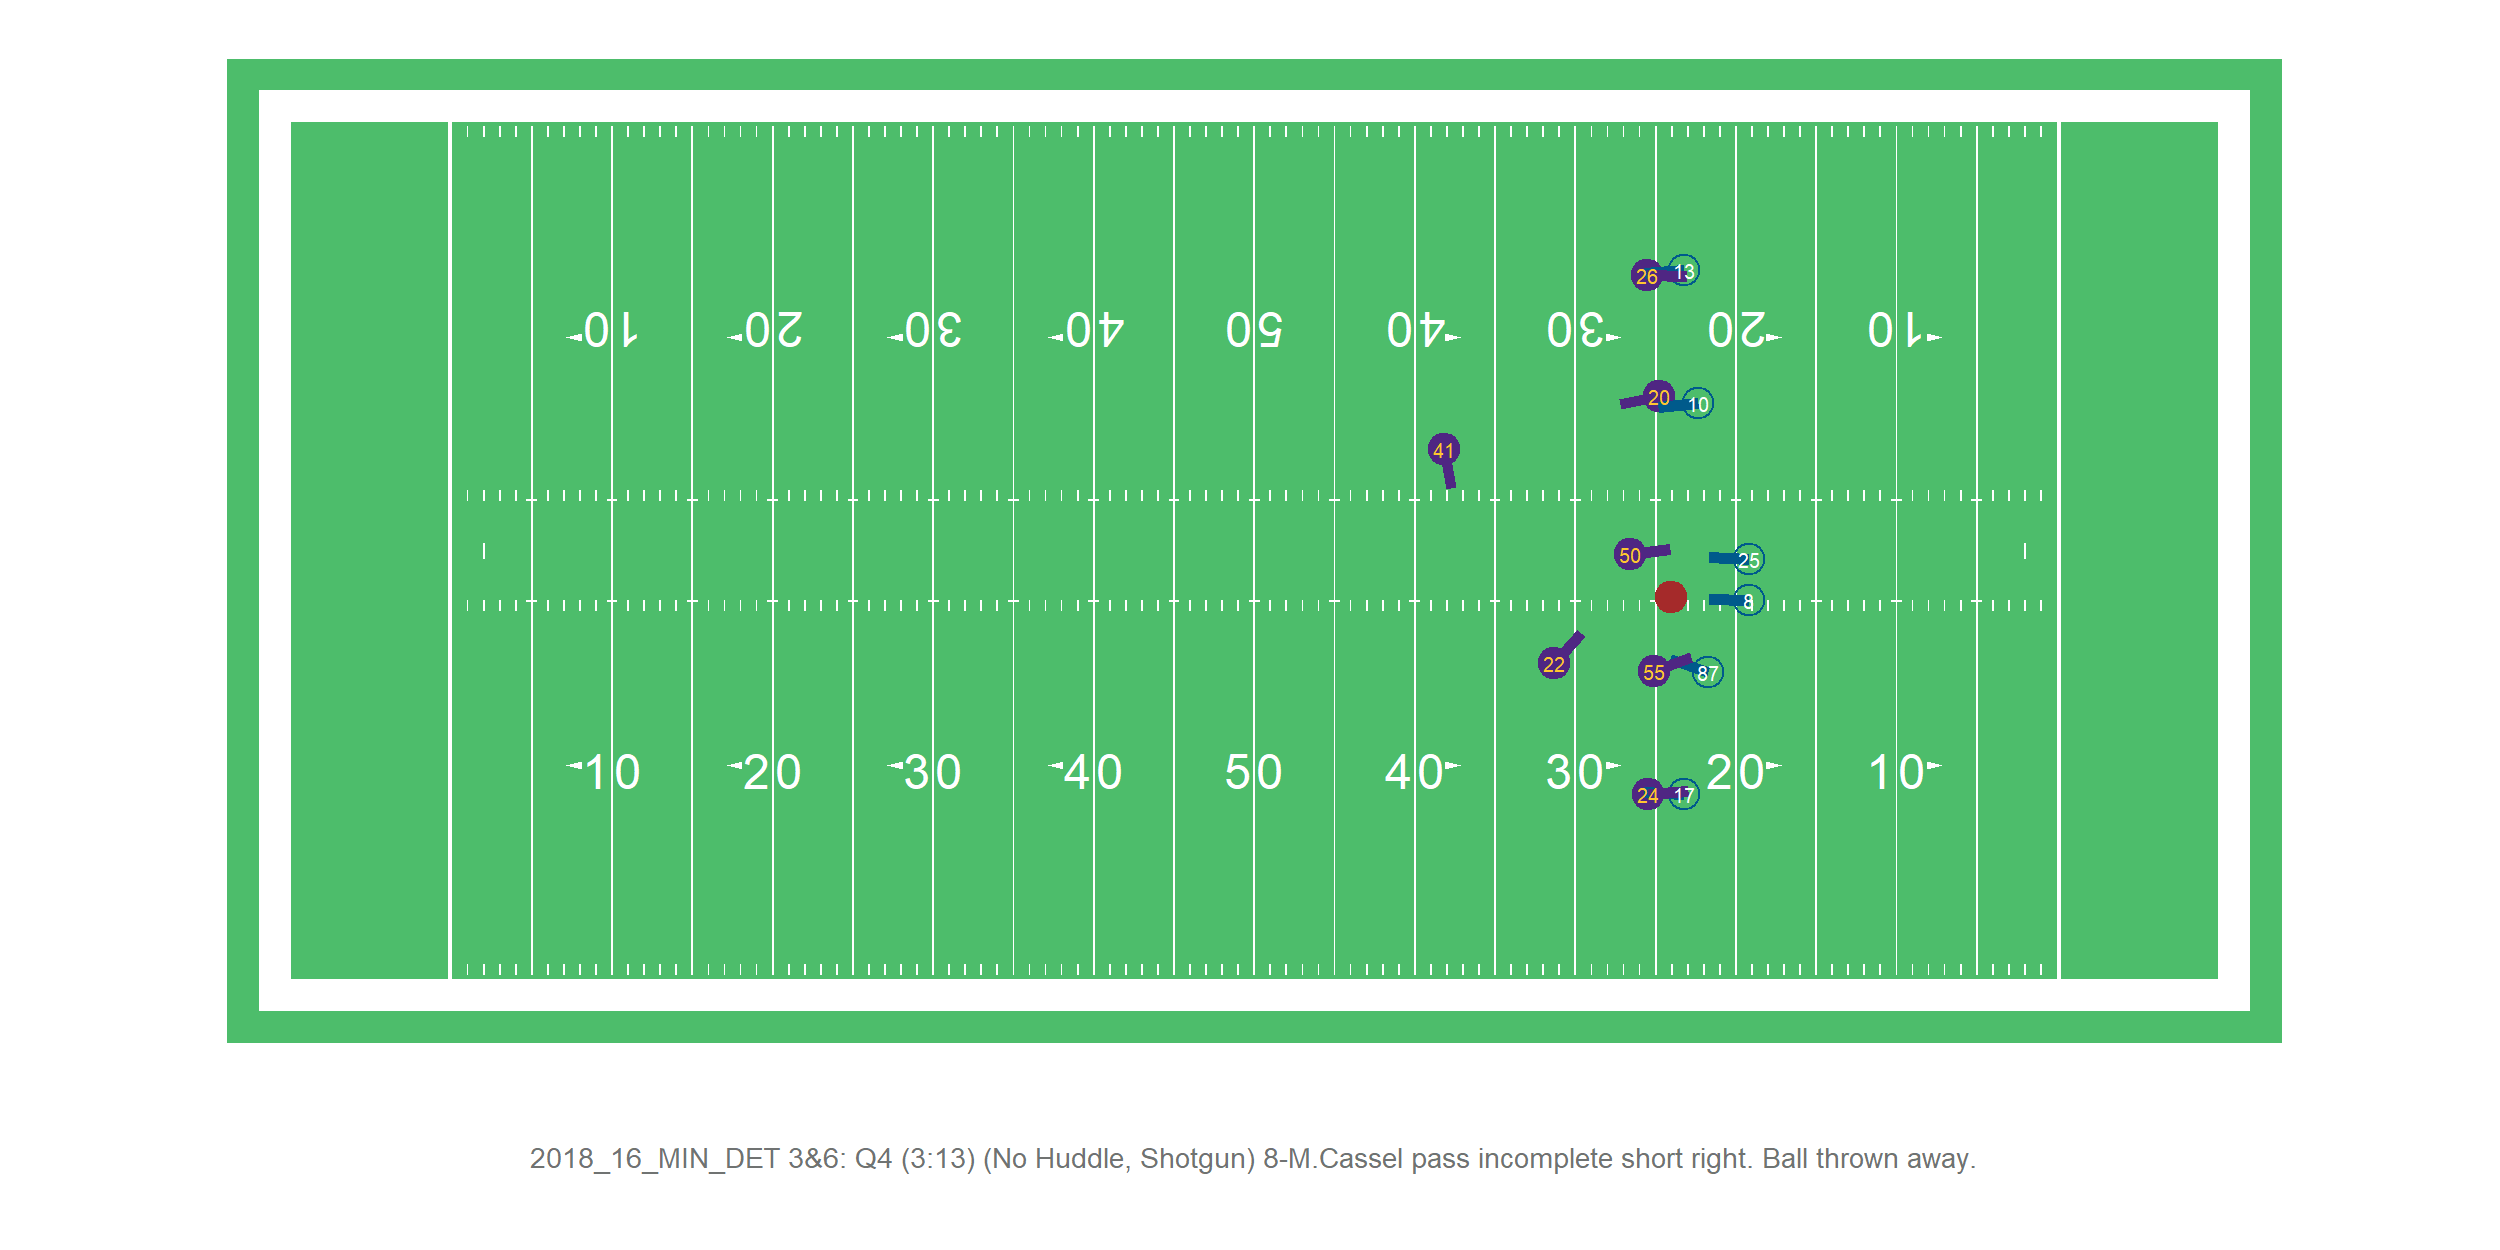 26 13
10 20 30 40 50 40 30 20 10
20 10
41
50 25
8
22 55 87
10 20 30 40 50 40 30 20 10
24 17
2018_16_MIN_DET 3&6: Q4 (3:13) (No Huddle, Shotgun) 8-M.Cassel pass incomplete short right. Ball thrown away.